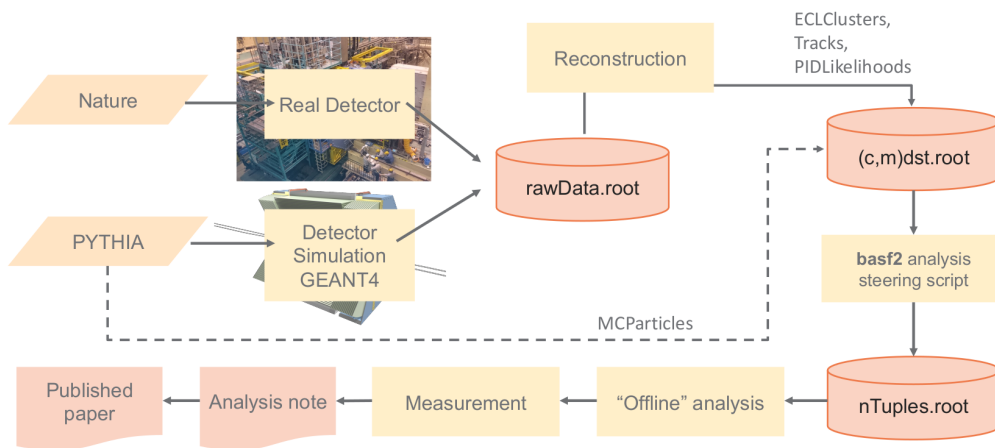 ECLClusters,
Tracks,
PIDLikelihoods
Reconstruction
Nature
Real Detector
(c,m)dst.root
rawData.root
PYTHIA
Detector
Simulation
GEANT4
basf2 analysis
steering script
MCParticles
Published
paper
Analysis note
Measurement
“Offline” analysis
nTuples.root